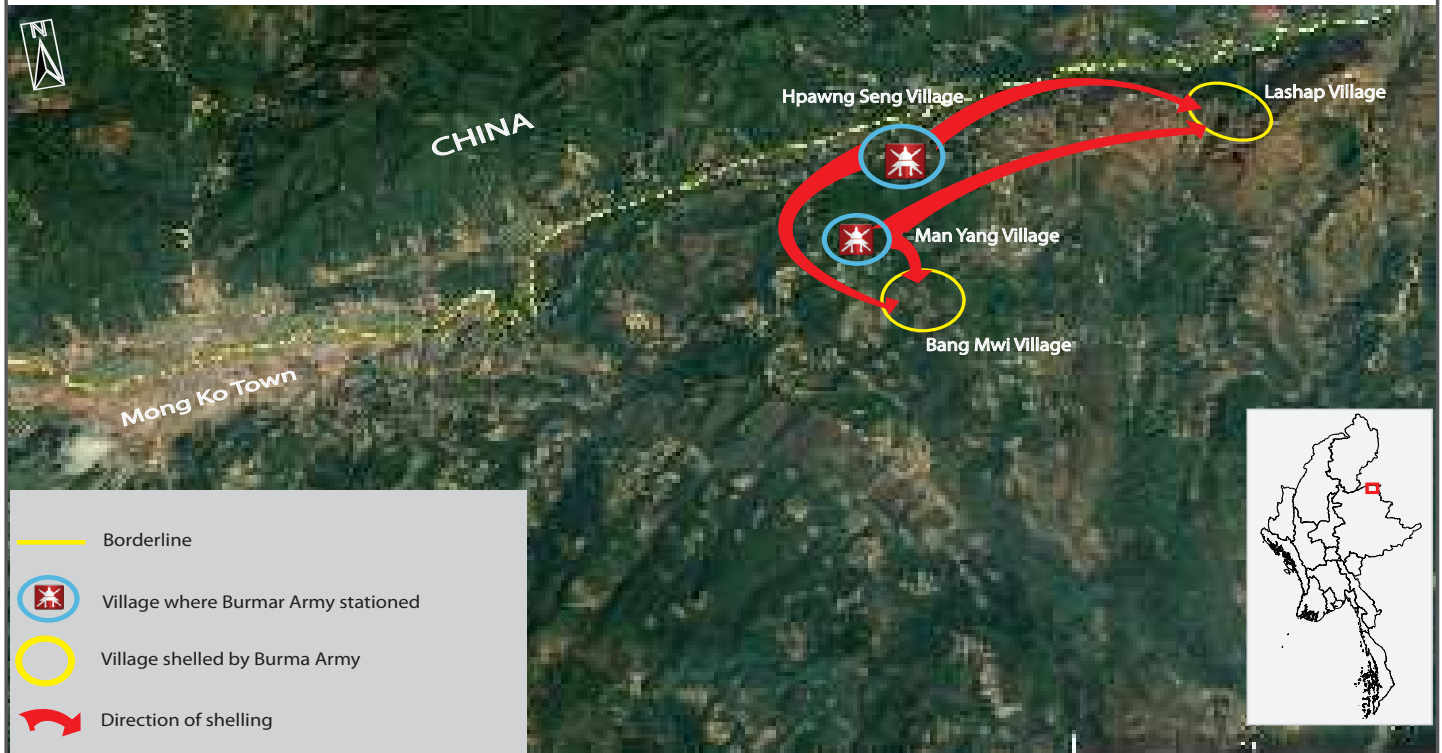 N
CHINA
Hpawng Seng Village
Lashap Village
Man Yang Village
Bang Mwi Village
Mong Ko Town
Borderline
Village where Burmar Army stationed
Village shelled by Burma Army
Direction of shelling